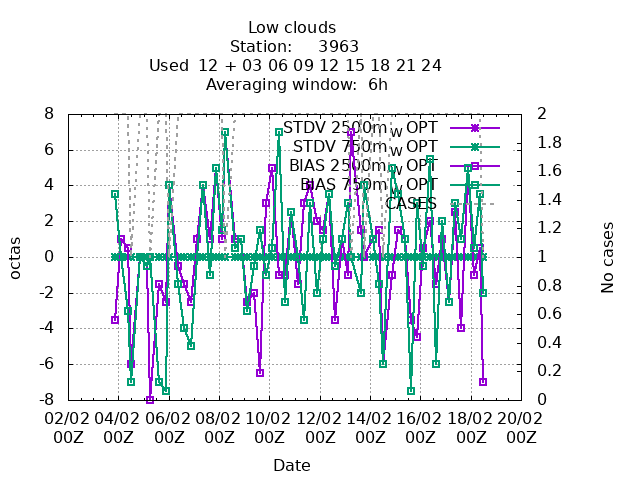 Low clouds
Station: 3963
Used 12 + 03 06 09 12 15 18 21 24
Averaging window: 6h
STDV 2500m_W OPT
STDV 750m_W OPT
BIAS 2500m_W OPT
BIAS 750m_W OPT
CASES
8
6
4
2
0
-2
-4
-6
-8
octas
2
1.8
1.6
1.4
1.2
1
0.8
0.6
0.4
0.2
0
No cases
02/02 04/02 06/02 08/02 10/02 12/02 14/02 16/02 18/02 20/02
00Z 00Z 00Z 00Z 00Z 00Z 00Z 00Z 00Z 00Z
Date